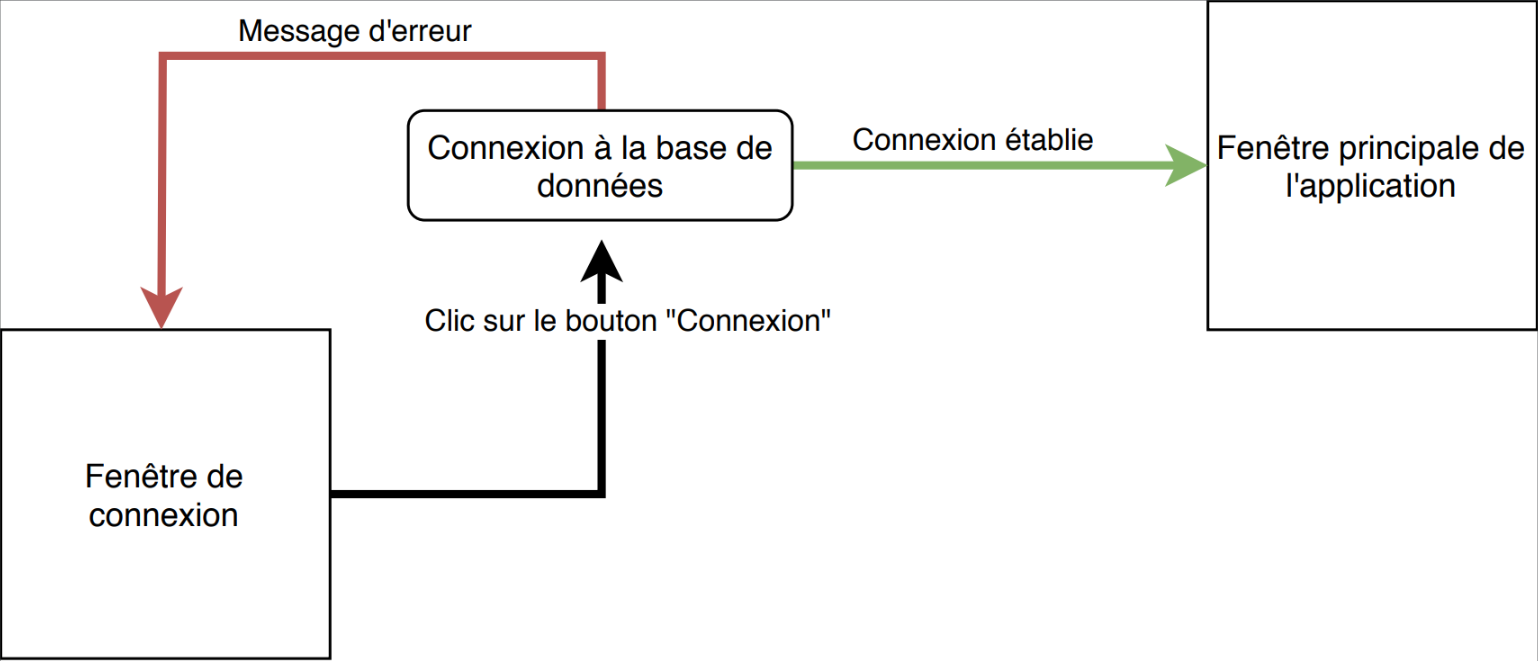 Message d'erreur
Connexion à la base de
données
Connexion établie
Fenêtre principale de
l'application
Clic sur le bouton "Connexion"
Fenêtre de
connexion